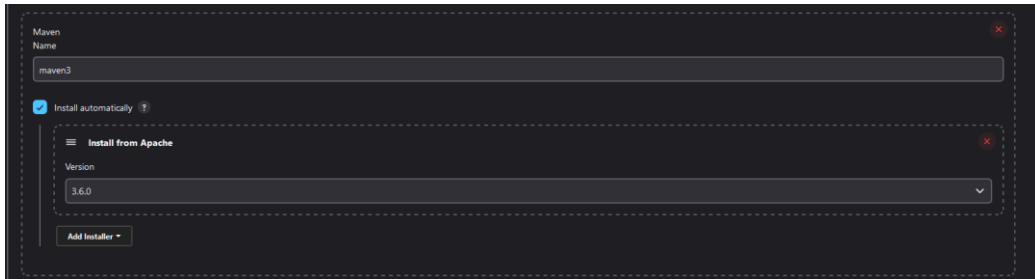 Maven
Name
maven3
Install automatically ?
Install from Apache
Version
3.6.0
Add Installer